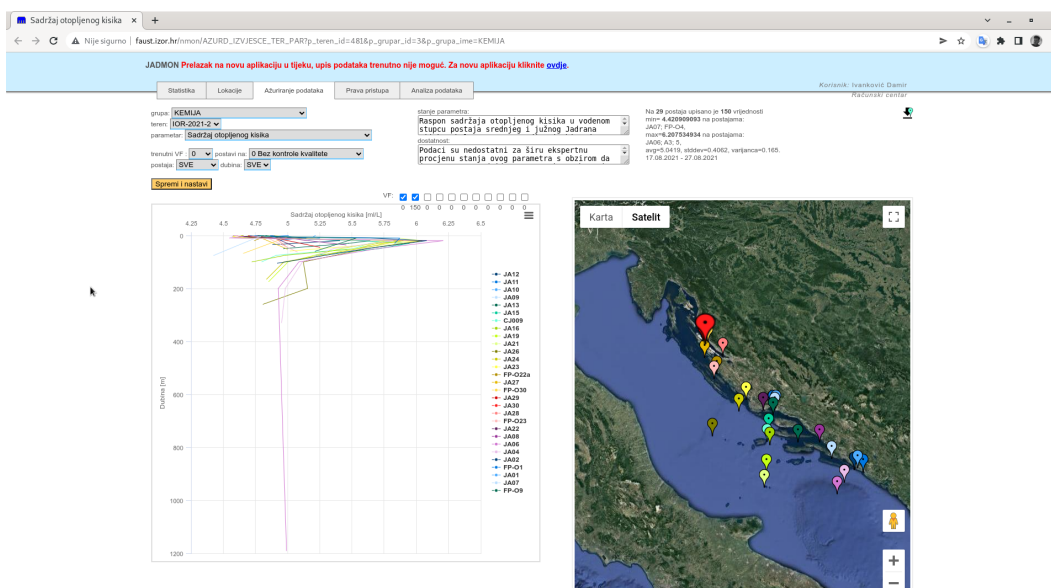 Sadržaj otopljenog kisika
Nije sigurno | faust.izor.hr/nmon/AZURD_IZVJESCE_TER_PAR?p_teren_id=481&p_grupar_id=3&p_grupa_ime=KEMIJA
JADMON Prelazak na novu aplikaciju u tijeku, upis podataka trenutno nije moguć. Za novu aplikaciju kliknite ovdje.
Statistika Lokacije Ažuriranje podataka Prava pristupa Analiza podataka
Korisnik: Ivanković Damir
Računski centar
grupa: KEMIJA
teren: IOR-2021-2
parametar: Sadržaj otopljenog kisika
trenutni VF : 0 postavi na: 0 Bez kontrole kvalitete
postaja: SVE dubina: SVE
Spremi i nastavi
stanje parametra:
Raspon sadržaja otopljenog kisika u vodenom
stupcu postaja srednjeg i južnog Jadrana
dostatnost:
Podaci su nedostatni za širu ekspertnu
procjenu stanja ovog parametra s obzirom da
Na 29 postaja upisano je 150 vrijednosti
min= 4.420909093 na postajama:
JA07; FP-O4,
max=6.207534934 na postajama:
JA06; A3; 5,
avg=5.0419, stddev=0.4062, varijanca=0.165.
17.08.2021 - 27.08.2021
VF:
0 150 0 0 0 0 0 0 0 0 0
Sadržaj otopljenog kisika [ml/L]
4.25 4.5 4.75 5 5.25 5.5 5.75 6 6.25 6.5
0
200
400
600
800
1000
1200
Dubina [m]
JA12
JA11
JA10
JA09
JA13
JA15
CJ009
JA16
JA19
JA21
JA26
JA24
JA23
FP-O22a
JA27
FP-O30
JA29
JA30
JA28
FP-O23
JA22
JA08
JA06
JA04
JA02
FP-O1
JA01
JA07
FP-O9
Karta Satelit